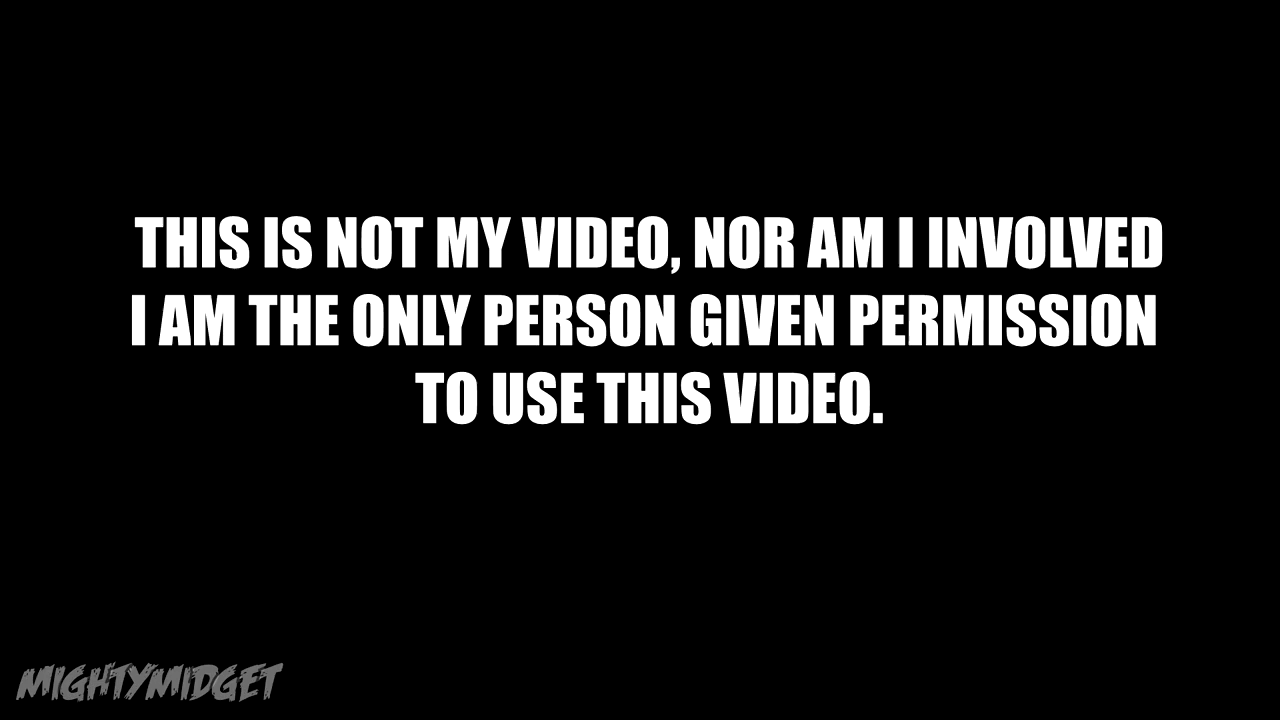 THIS IS NOT MY VIDEO, NOR AM I INVOLVED
I AM THE ONLY PERSON GIVEN PERMISSION
TO USE THIS VIDEO.
MIGHTYMIDGET